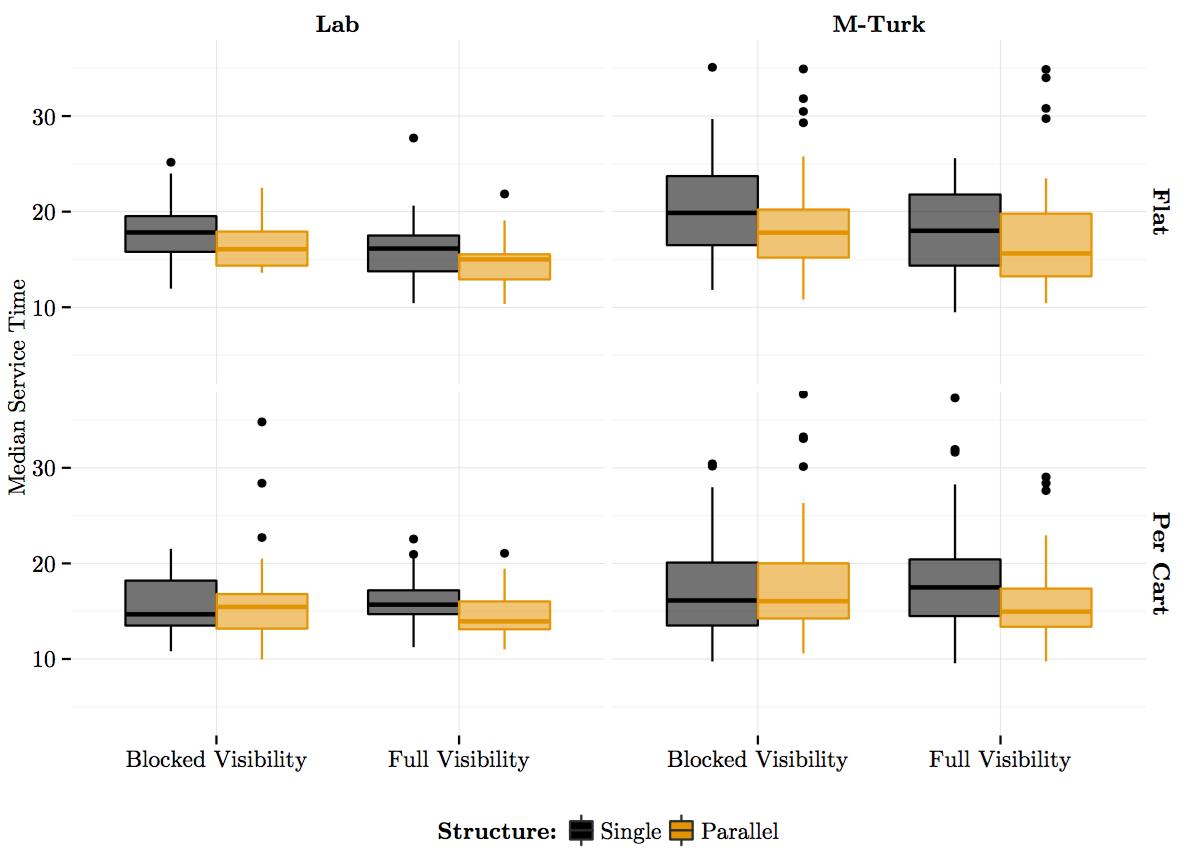 Lab
M-Turk
30
20
10
Flat
Median Service Time
30
20
10
Per Cart
Blocked Visibility
Full Visibility
Blocked Visibility
Full Visibility
Structure: Single Parallel